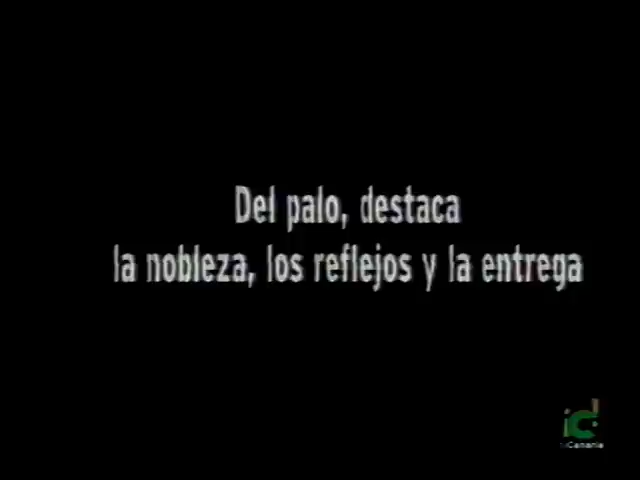 Del palo, destaca
la nobleza, los reflejos y la entrega